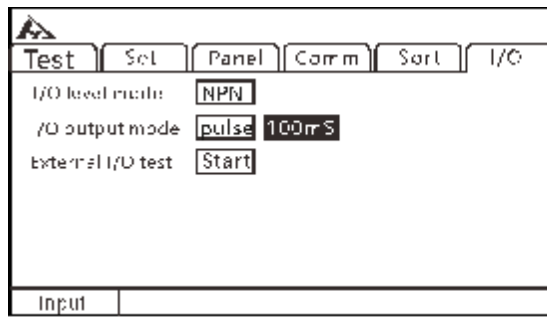 Test Set Panel Comm Sort I/O
I/O level mode NPN
I/O output mode pulse 100mS
External I/O test Start
Input